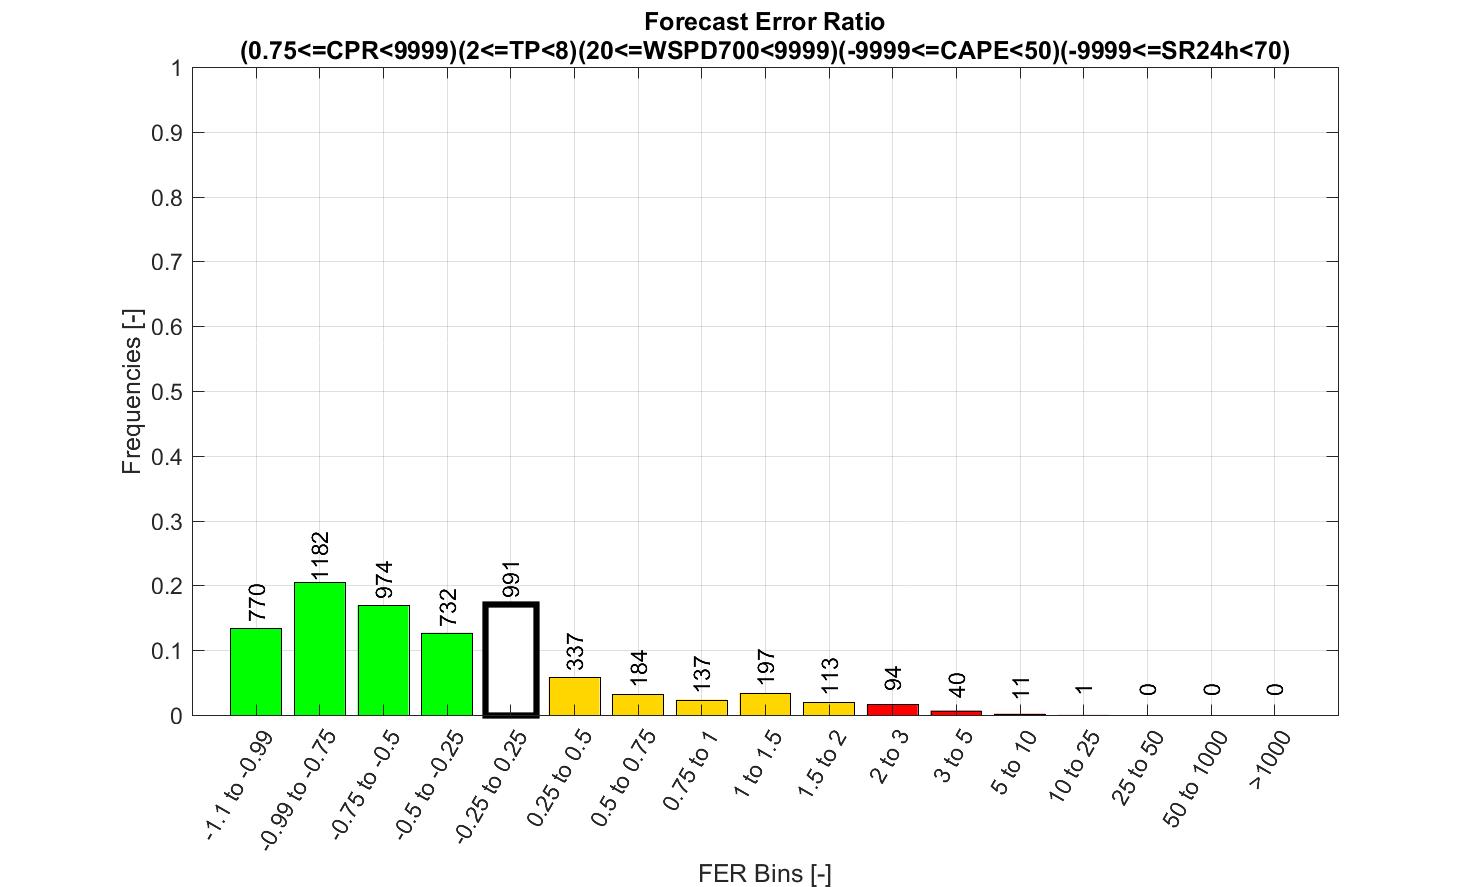 Forecast Error Ratio
(0.75<=CPR<9999)(2<=TP<8)(20<=WSPD700<9999)(-9999<=CAPE<50)(-9999<=SR24h<70)
1
0.9
0.8
0.7
0.6
0.5
0.4
0.3
0.2
0.1
0
Frequencies [-]
770
1182
974
732
991
337
184
137
197
113
94
40
11
1
0
0
0
-1.1 to -0.99
-0.99 to -0.75
-0.75 to -0.5
-0.5 to -0.25
-0.25 to 0.25
0.25 to 0.5
0.5 to 0.75
0.75 to 1
1 to 1.5
1.5 to 2
2 to 3
3 to 5
5 to 10
10 to 25
25 to 50
50 to 1000
>1000
FER Bins [-]